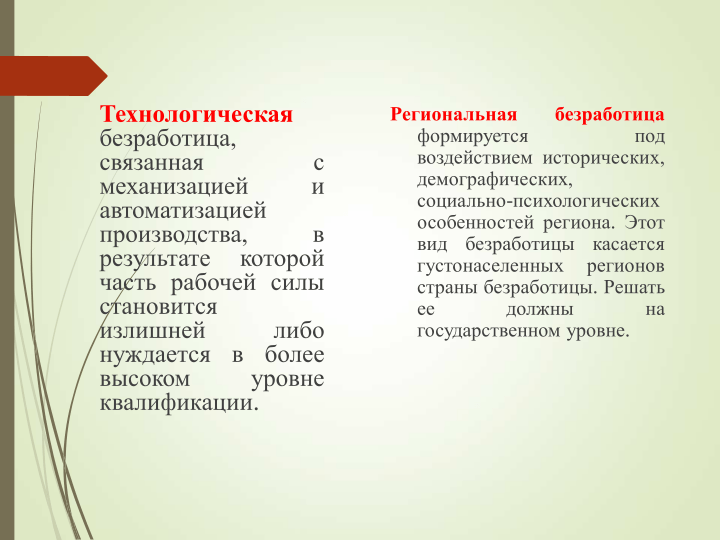 Технологическая
безработица,
связанная с
механизацией и
автоматизацией
производства, в
результате которой
часть рабочей силы
становится
излишней либо
нуждается в более
высоком уровне
квалификации.
Региональная безработица
формируется под
воздействием исторических,
демографических,
социально-психологических
особенностей региона. Этот
вид безработицы касается
густонаселенных регионов
страны безработицы. Решать
ее должны на
государственном уровне.